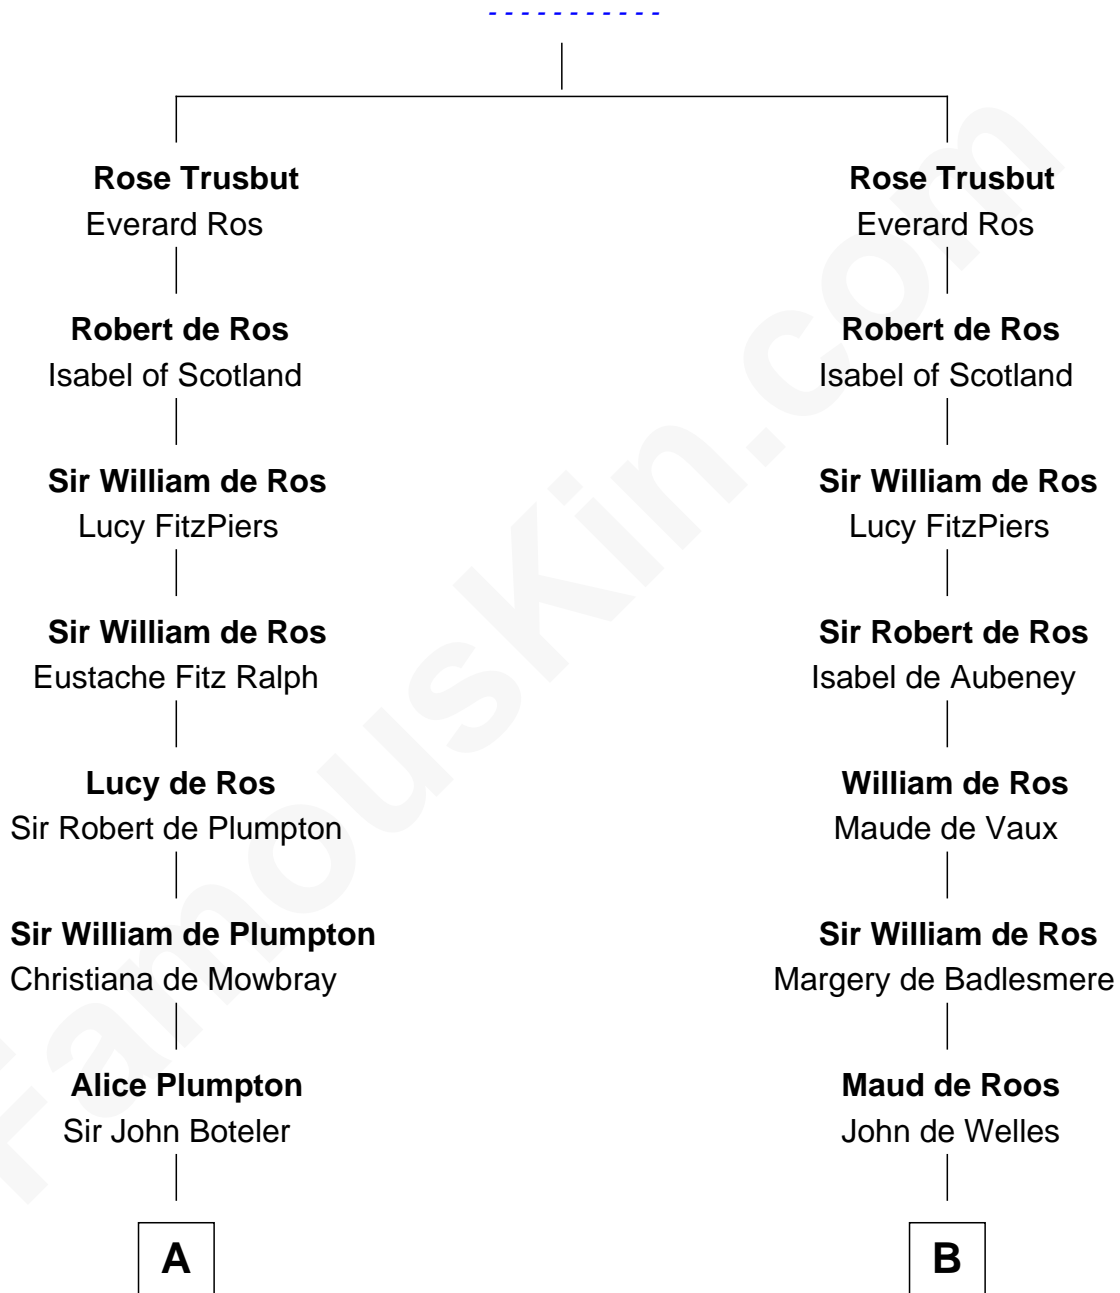 - - - - - - - - - - -
Rose Trusbut
Everard Ros
Robert de Ros
Isabel of Scotland
Sir William de Ros
Lucy FitzPiers
Sir William de Ros
Eustache Fitz Ralph
Lucy de Ros
Sir Robert de Plumpton
Sir William de Plumpton
Christiana de Mowbray
Alice Plumpton
Sir John Boteler
A
Rose Trusbut
Everard Ros
Robert de Ros
Isabel of Scotland
Sir William de Ros
Lucy FitzPiers
Sir Robert de Ros
Isabel de Aubeney
William de Ros
Maude de Vaux
Sir William de Ros
Margery de Badlesmere
Maud de Roos
John de Welles
B
FamousKin.com